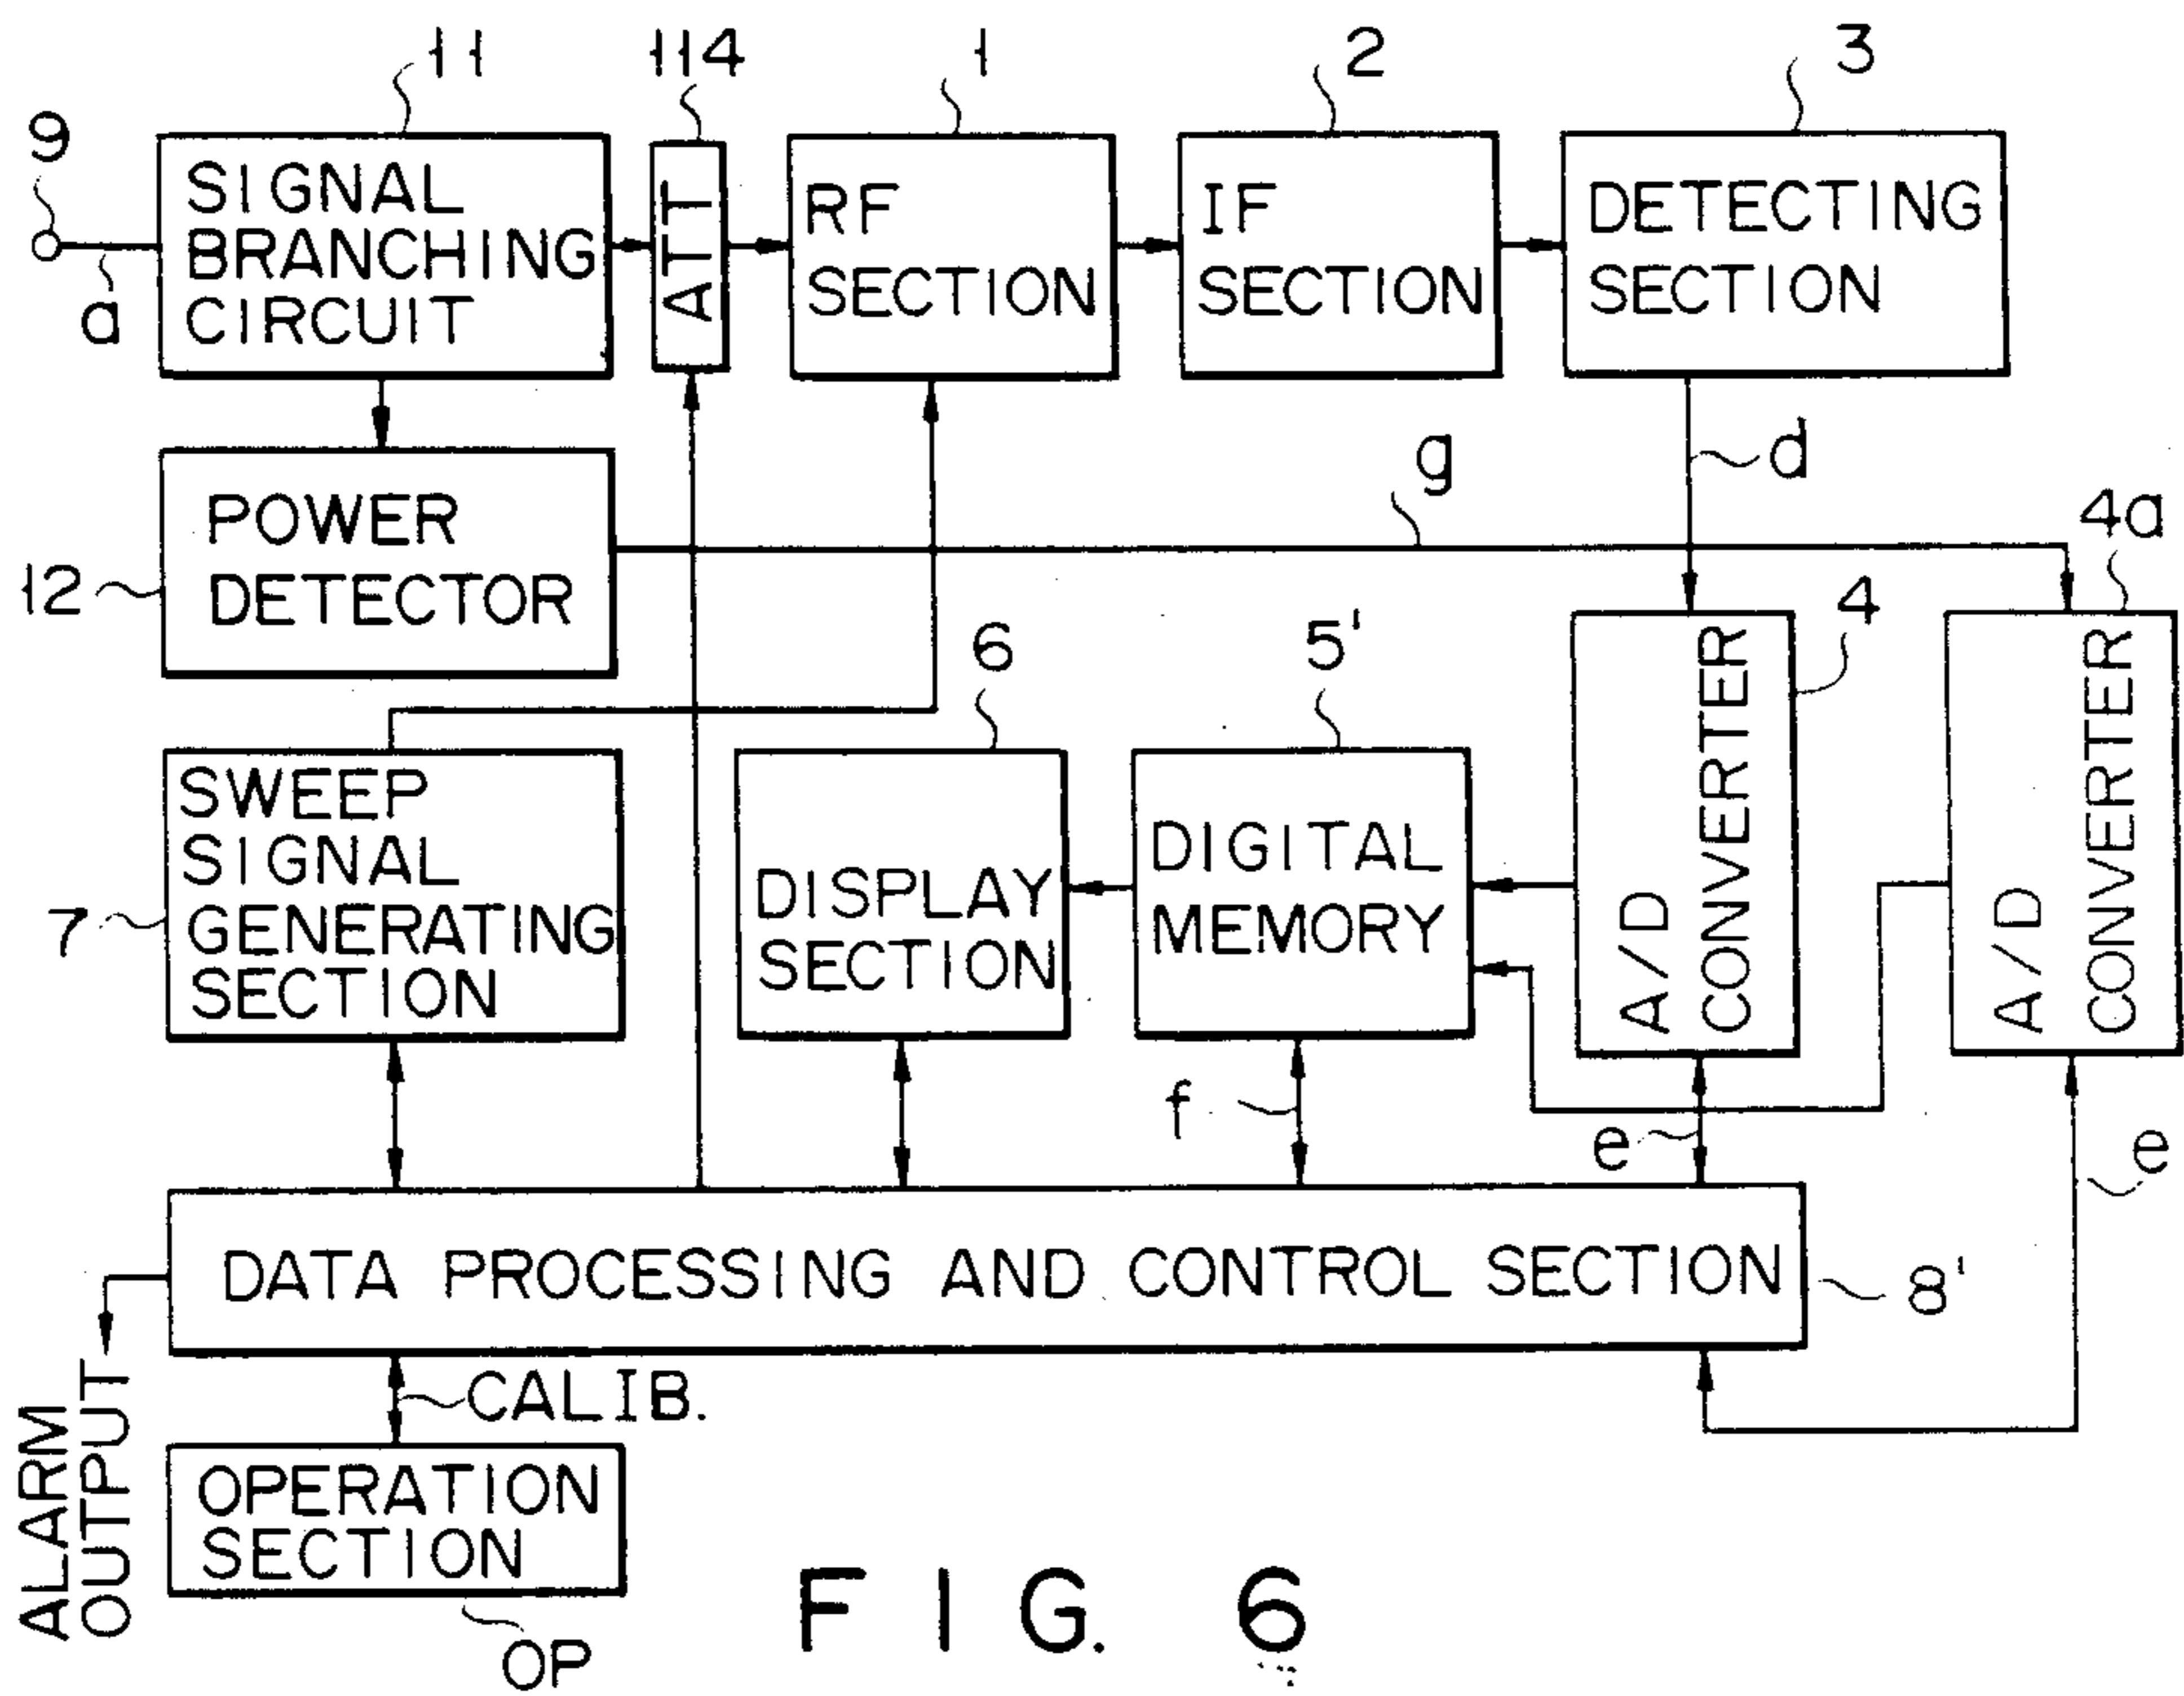 11
114
1
2
3
9
SIGNAL
BRANCHING
CIRCUIT
ATT
RF
SECTION
IF
SECTION
DETECTING
SECTION
a
g
d
4a
POWER
DETECTOR
12
6
5'
4
A/D
CONVERTER
A/D
CONVERTER
SWEEP
SIGNAL
GENERATING
SECTION
7
DISPLAY
SECTION
DIGITAL
MEMORY
f
e
e
DATA PROCESSING AND CONTROL SECTION
8'
ALARM
OUTPUT
CALIB.
OPERATION
SECTION
OP
FIG. 6